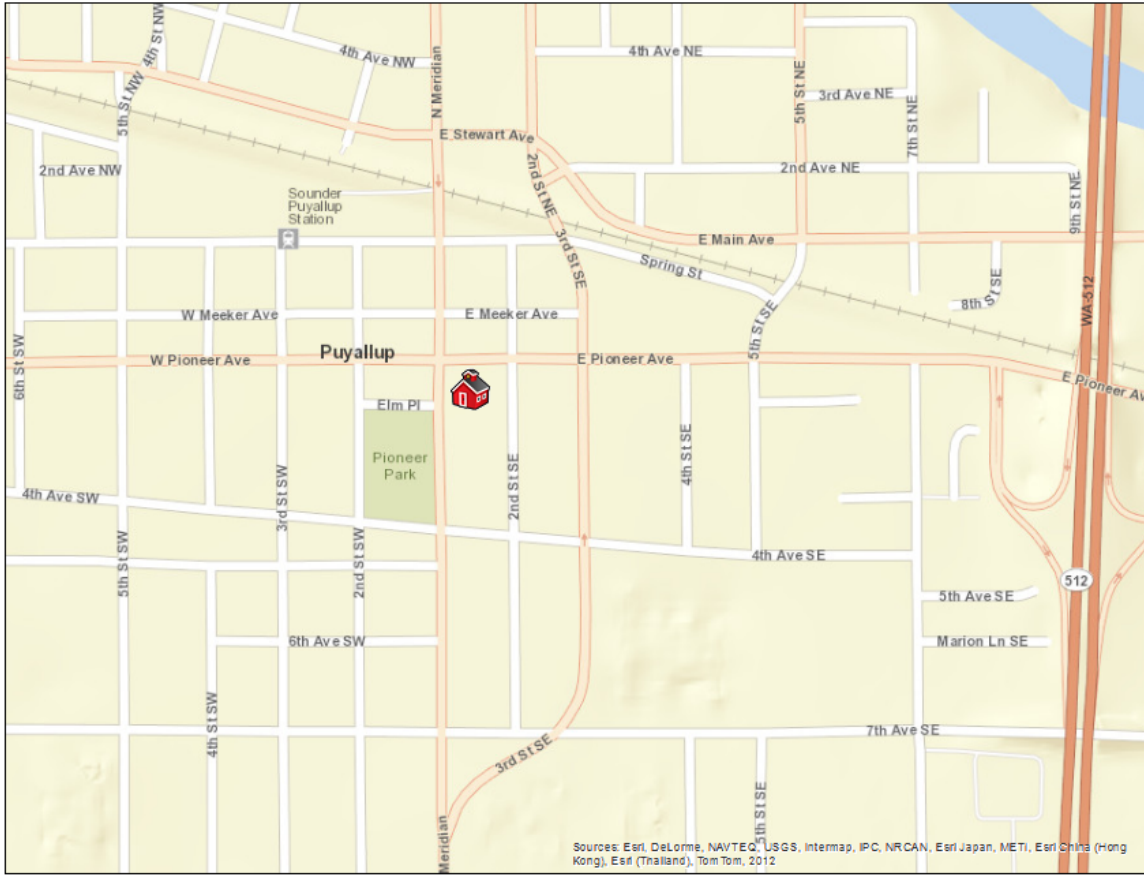 4th St NW
4th Ave NW
N Meridian
4th Ave NE
5th St NE
3rd Ave NE
7th St NE
5th St NW
E Stewart Ave
2nd Ave NW
2nd St NE
2nd Ave NE
9th St NE
Sounder
Puyallup
Station
3rd St SE
E Main Ave
Spring St
8th St SE
WA-512
W Meeker Ave
E Meeker Ave
5th St SE
6th St SW
W Pioneer Ave
Puyallup
E Pioneer Ave
E Pioneer Av
Elm Pl
Pioneer
Park
4th Ave SW
3rd St SW
2nd St SE
4th St SE
5th St SW
2nd St SW
4th Ave SE
512
5th Ave SE
6th Ave SW
Marion Ln SE
4th St SW
7th Ave SE
3rd St SE
Meridian
5th St SE
Sources: Esri, DeLorme, NAVTEQ, USGS, Intermap, iPC, NRCAN, Esri Japan, METI, Esri China (Hong
Kong), Esri (Thailand), TomTom, 2012